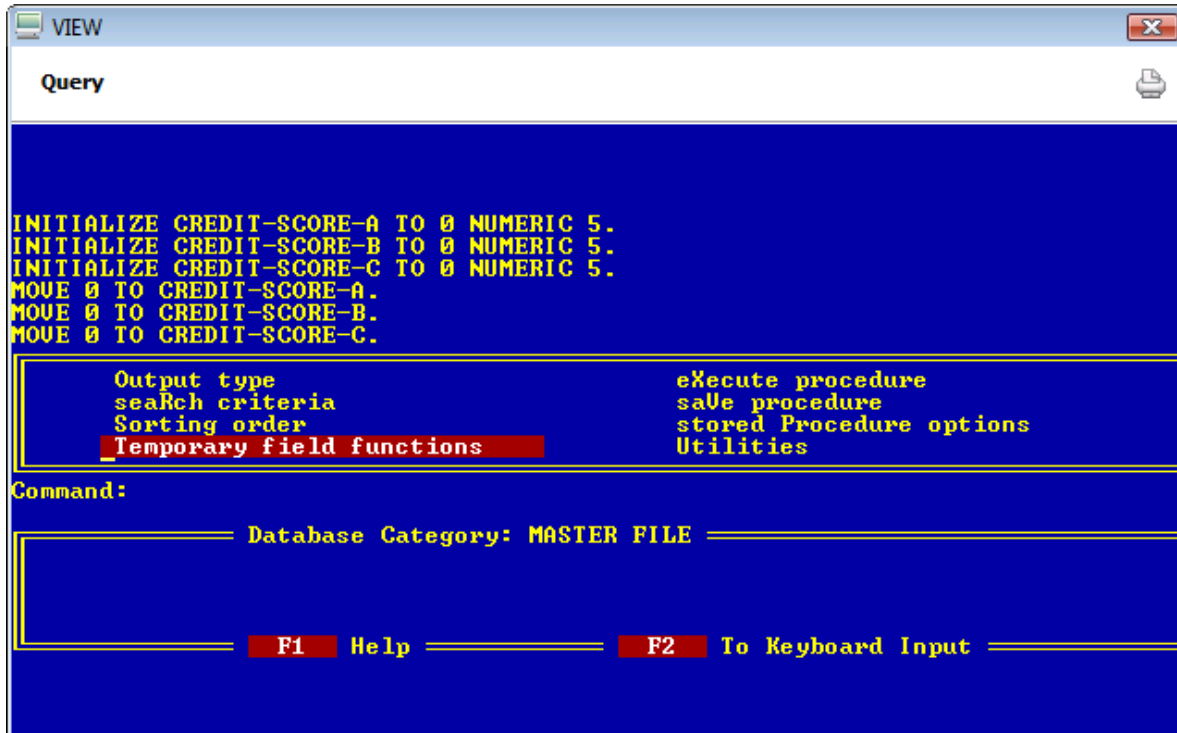 VIEW
Query
INITIALIZE CREDIT-SCORE-A TO 0 NUMERIC 5.
INITIALIZE CREDIT-SCORE-B TO 0 NUMERIC 5.
INITIALIZE CREDIT-SCORE-C TO 0 NUMERIC 5.
MOVE 0 TO CREDIT-SCORE-A.
MOVE 0 TO CREDIT-SCORE-B.
MOVE 0 TO CREDIT-SCORE-C.
Output type eXecute procedure
seaRch criteria saVe procedure
Sorting order stored Procedure options
Temporary field functions Utilities
Command:
Database Category: MASTER FILE
F1 Help F2 To Keyboard Input